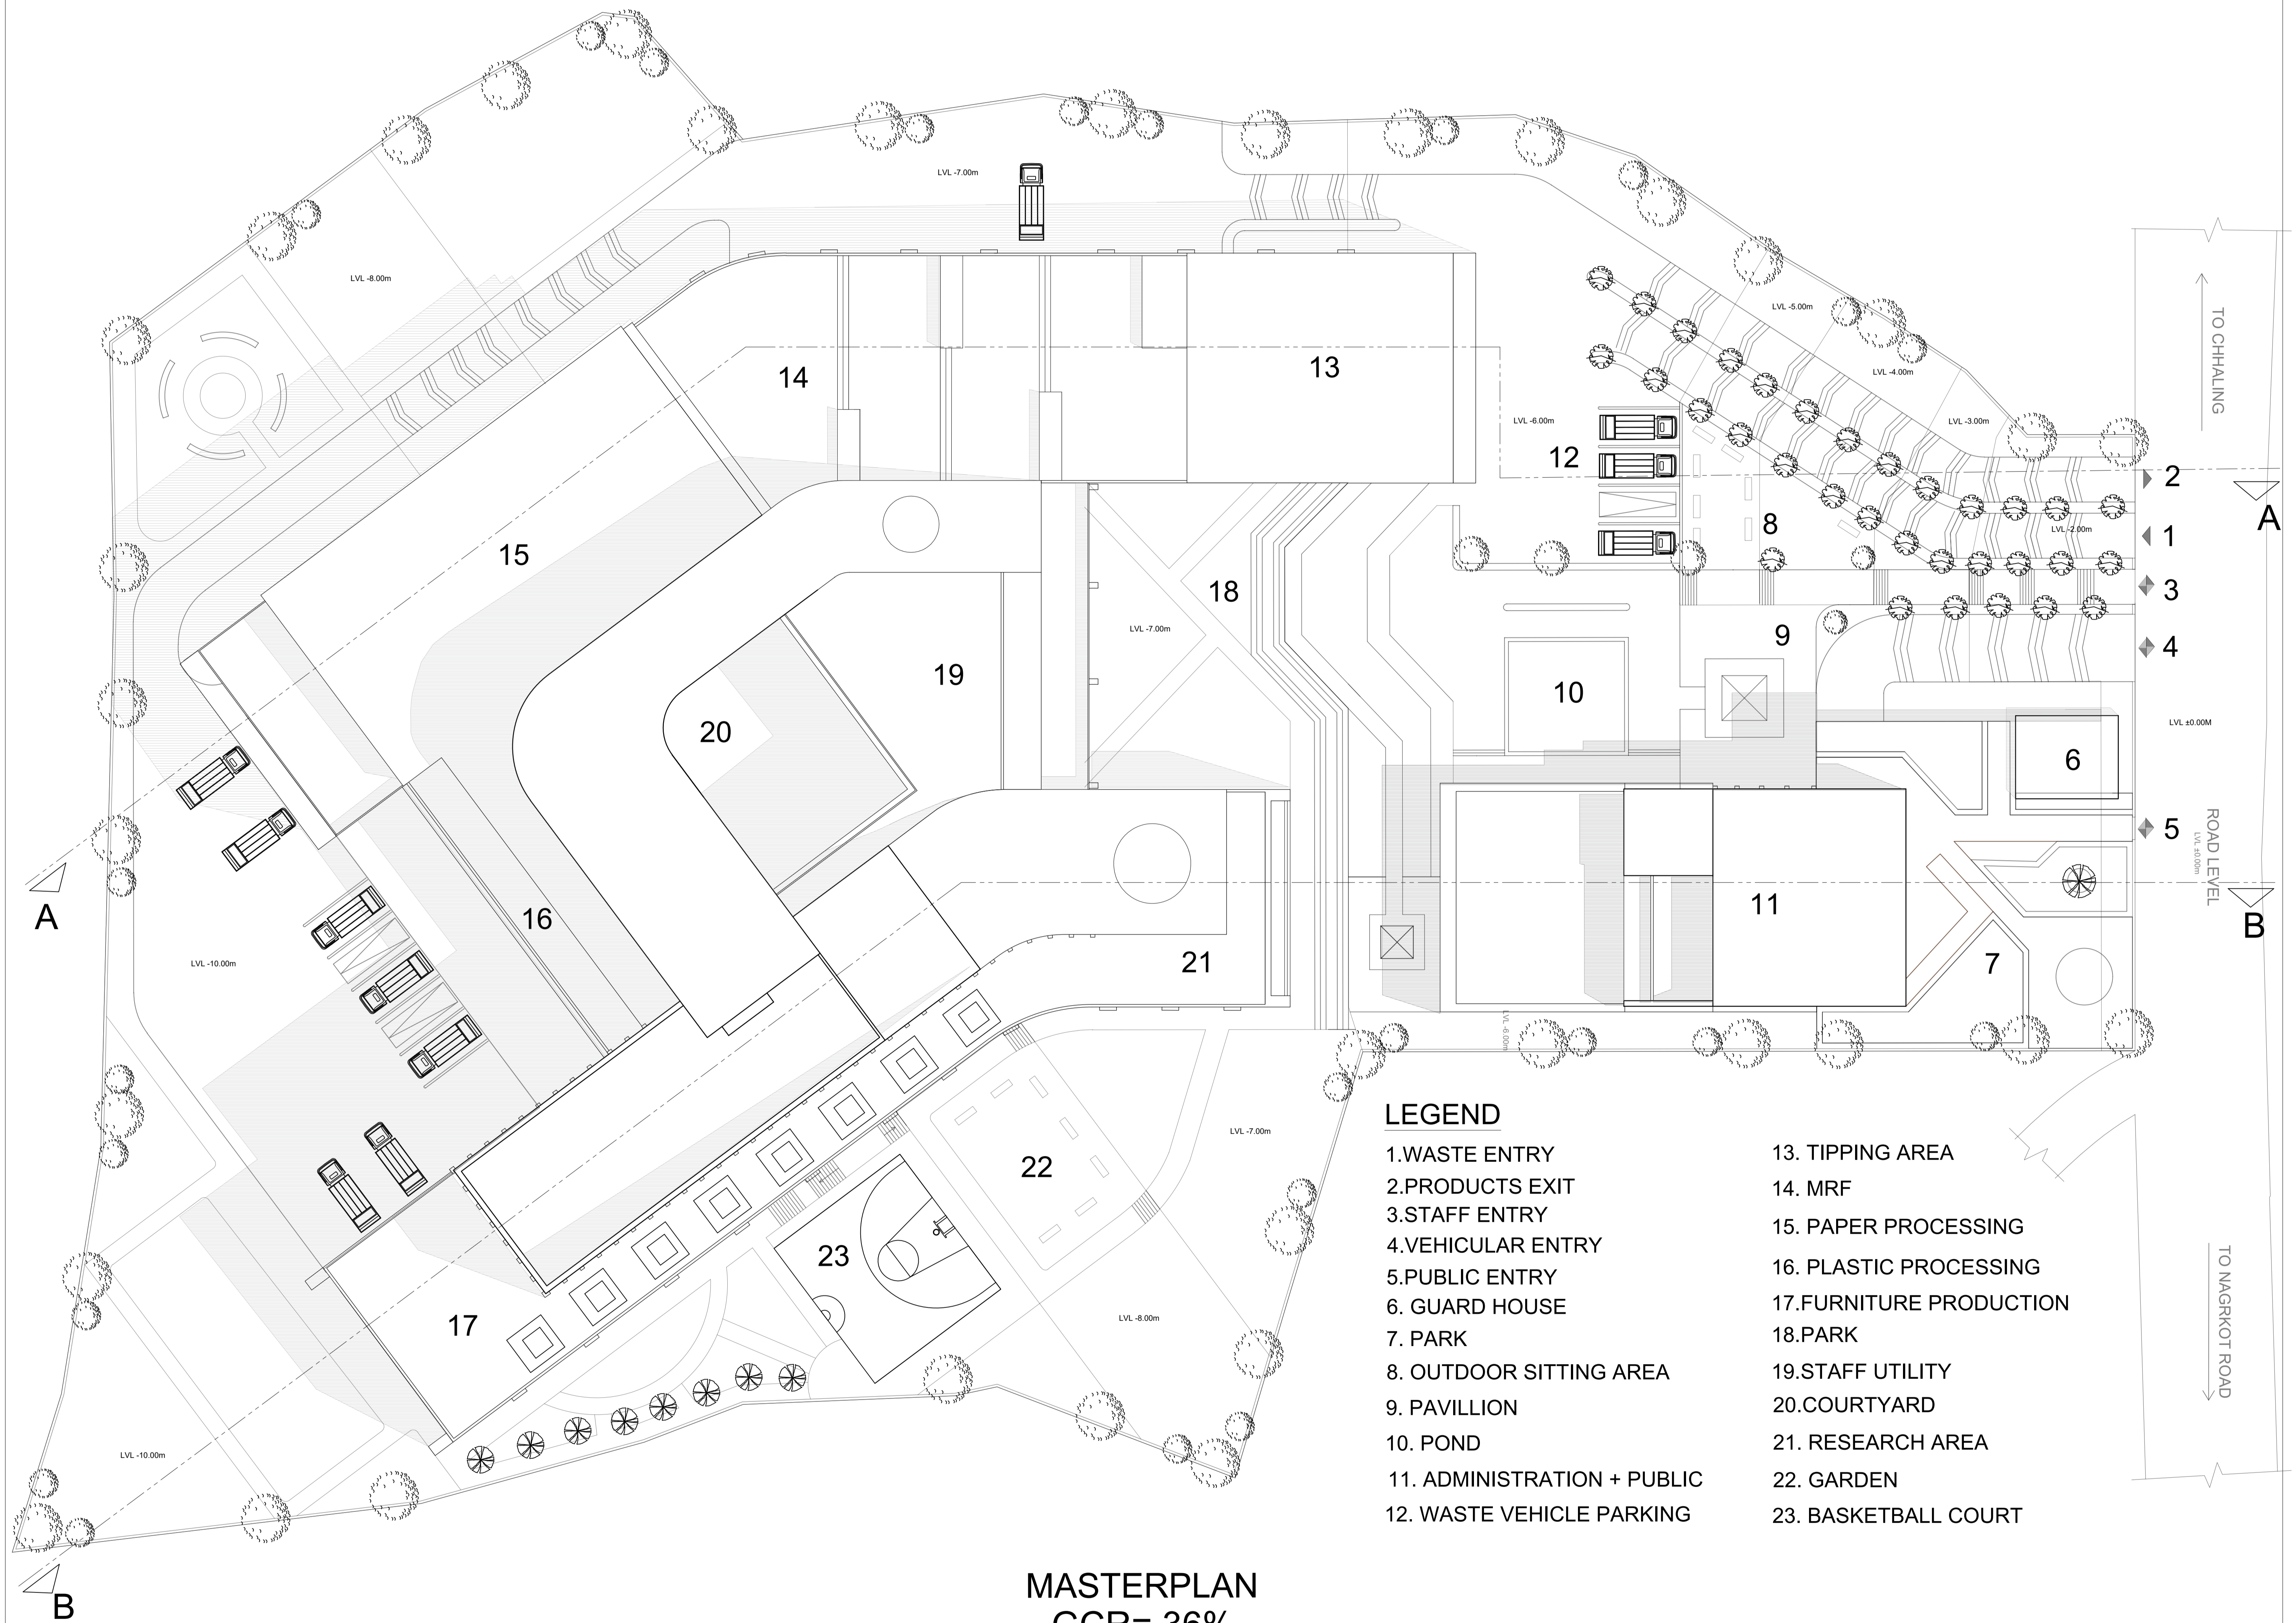 LVL -7.00m
LVL -8.00m
LVL -5.00m
LVL -4.00m
LVL -3.00m
LVL -6.00m
LVL -2.00m
LVL -7.00m
LVL ±0.00M
LVL -10.00m
LVL -6.00m
LVL -7.00m
LVL -8.00m
LVL -10.00m
TO CHHALING
ROAD LEVEL
LVL ±0.00m
TO NAGRKOT ROAD
14
13
15
12
8
2
1
3
4
5
18
19
20
9
10
6
16
11
21
7
22
23
17
A
A
B
B
LEGEND
1.WASTE ENTRY
2.PRODUCTS EXIT
3.STAFF ENTRY
4.VEHICULAR ENTRY
5.PUBLIC ENTRY
6. GUARD HOUSE
7. PARK
8. OUTDOOR SITTING AREA
9. PAVILLION
10. POND
11. ADMINISTRATION + PUBLIC
12. WASTE VEHICLE PARKING
13. TIPPING AREA
14. MRF
15. PAPER PROCESSING
16. PLASTIC PROCESSING
17.FURNITURE PRODUCTION
18.PARK
19.STAFF UTILITY
20.COURTYARD
21. RESEARCH AREA
22. GARDEN
23. BASKETBALL COURT
MASTERPLAN
GCR= 36%